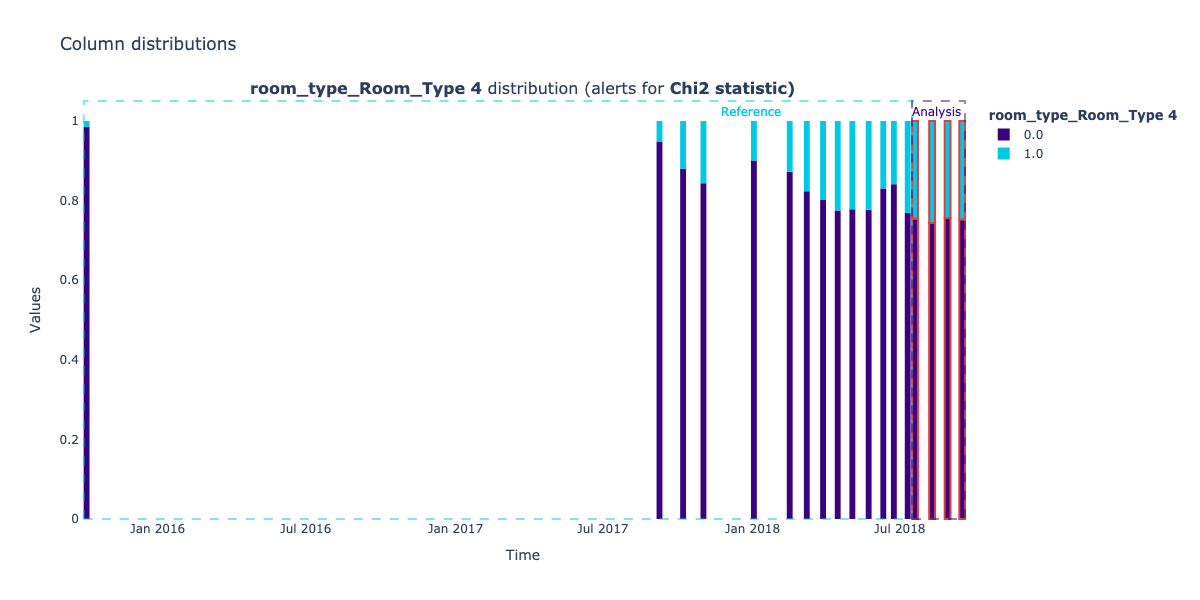 Column distributions
room_type_Room_Type 4 distribution (alerts for Chi2 statistic)
Reference
Analysis
room_type_Room_Type 4
0.0
1.0
1
0.8
0.6
0.4
0.2
0
Values
Jan 2016
Jul 2016
Jan 2017
Jul 2017
Jan 2018
Jul 2018
Time